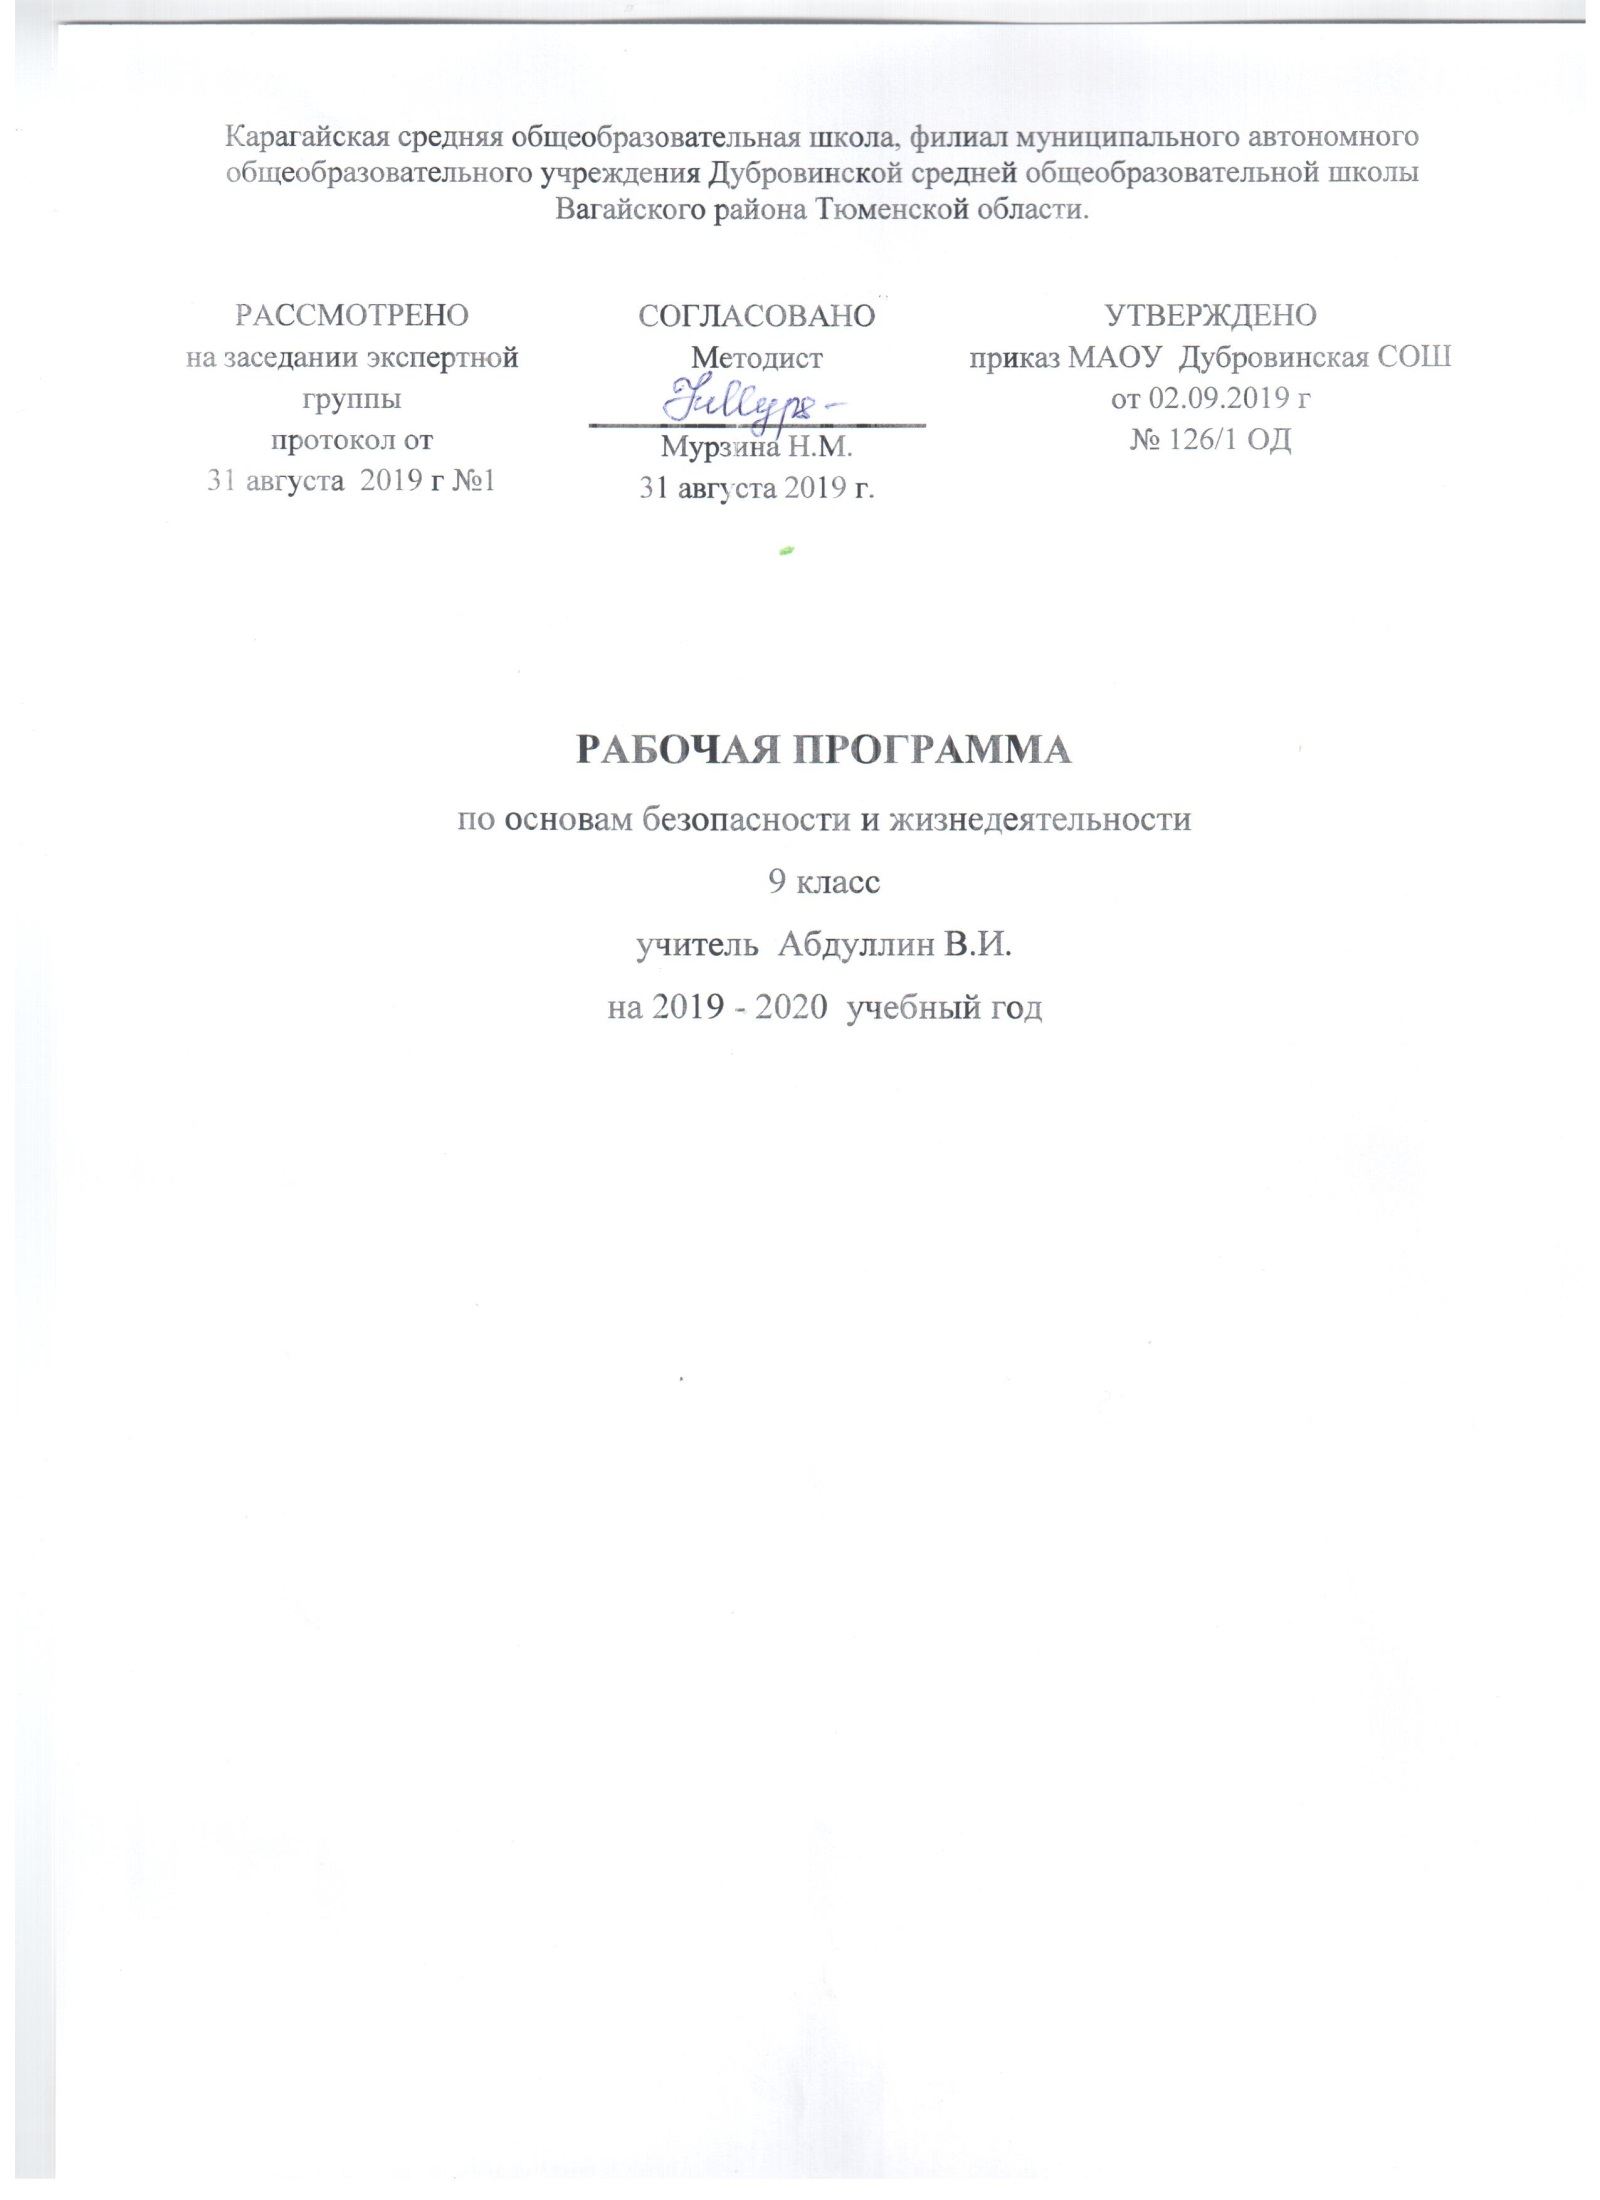 Карагайская средняя общеобразовательная школа, филиал муниципального автономного
общеобразовательного учреждения Дубровинской средней общеобразовательной школы
Вагайского района Тюменской области.
РАССМОТРЕНО
на заседании экспертной
группы
протокол от
31 августа 2019 г №1
СОГЛАСОВАНО
Методист
Мурзина Н.М.
31 августа 2019 г.
УТВЕРЖДЕНО
приказ МАОУ Дубровинская СОШ
от 02.09.2019 г
№ 126/1 ОД
РАБОЧАЯ ПРОГРАММА
по основам безопасности и жизнедеятельности
9 класс
учитель Абдуллин В.И.
на 2019 - 2020 учебный год